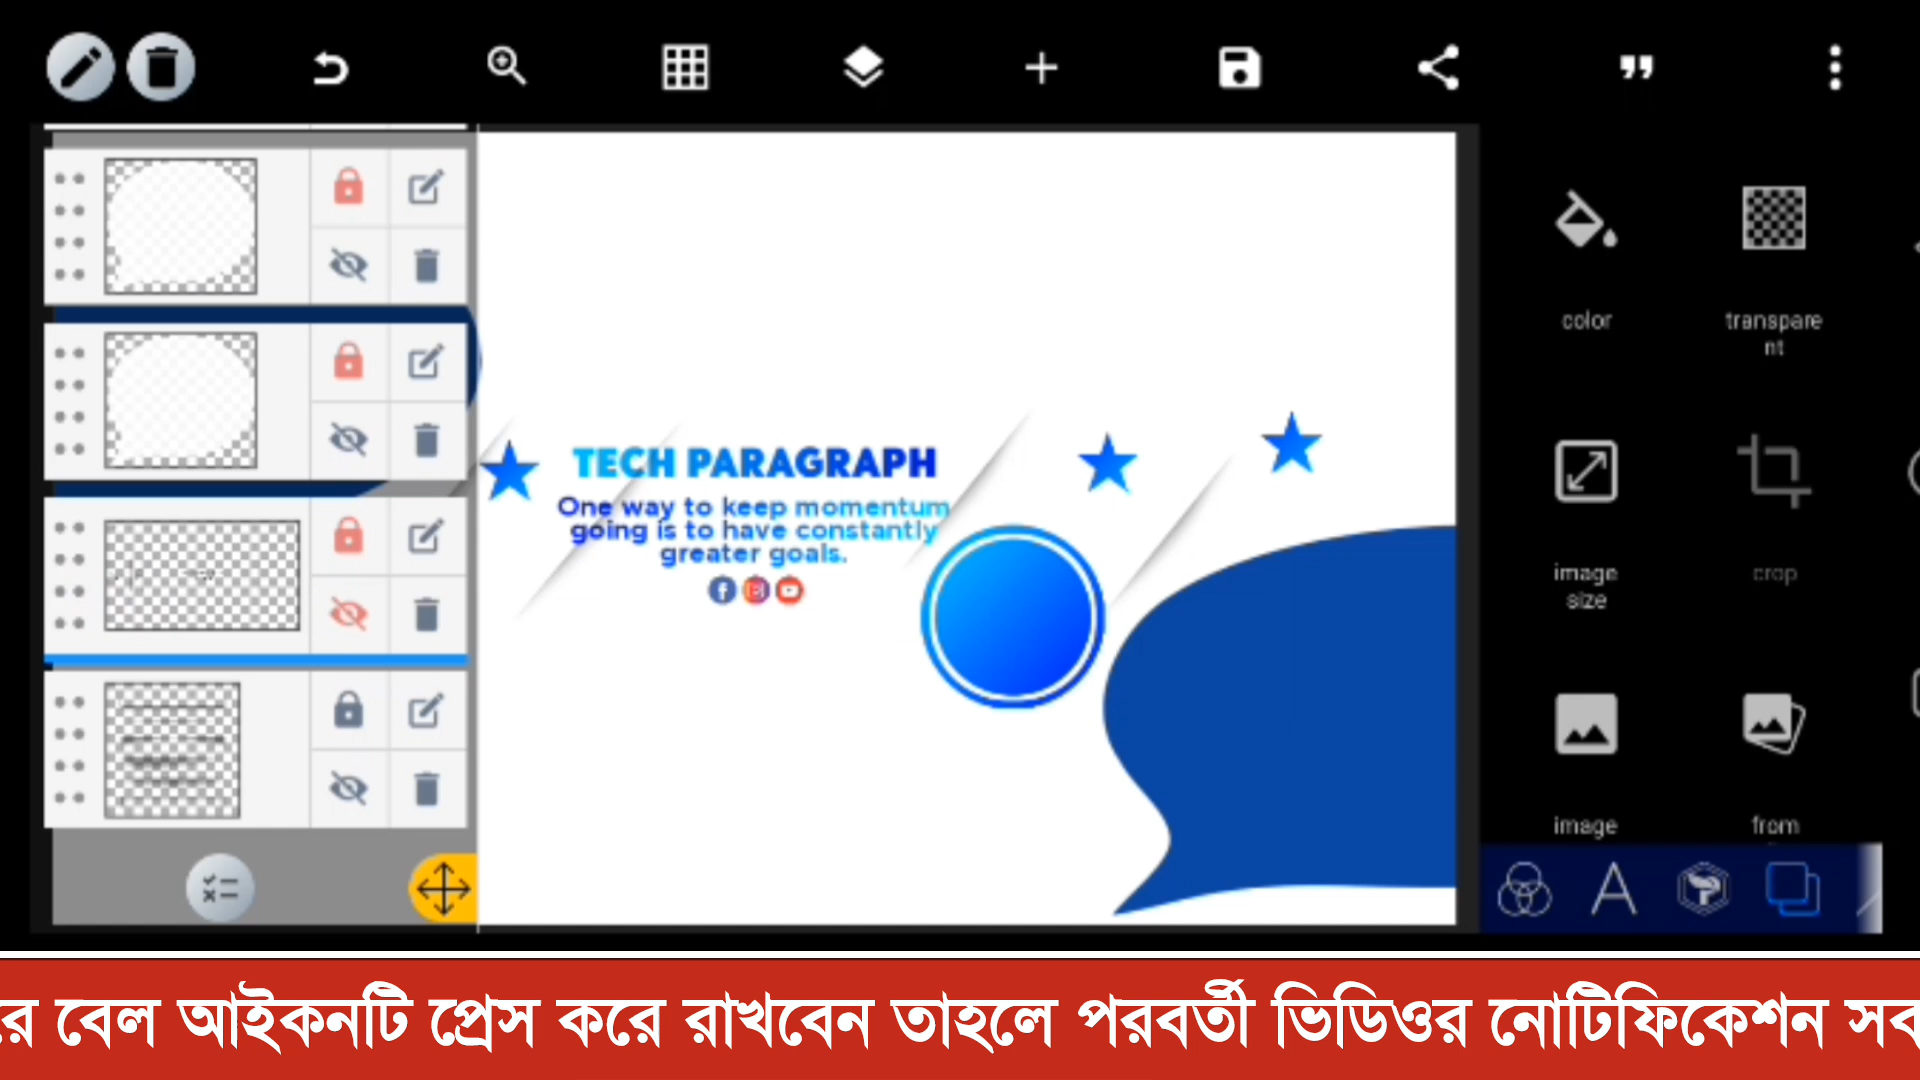 TECH PARAGRAPH
One way to keep momentum
going is to have constantly
greater goals.
color
transpare
nt
image
size
crop
image
from
রে বেল আইকনটি প্রেস করে রাখবেন তাহলে পরবর্তী ভিডিওর নোটিফিকেশন সব